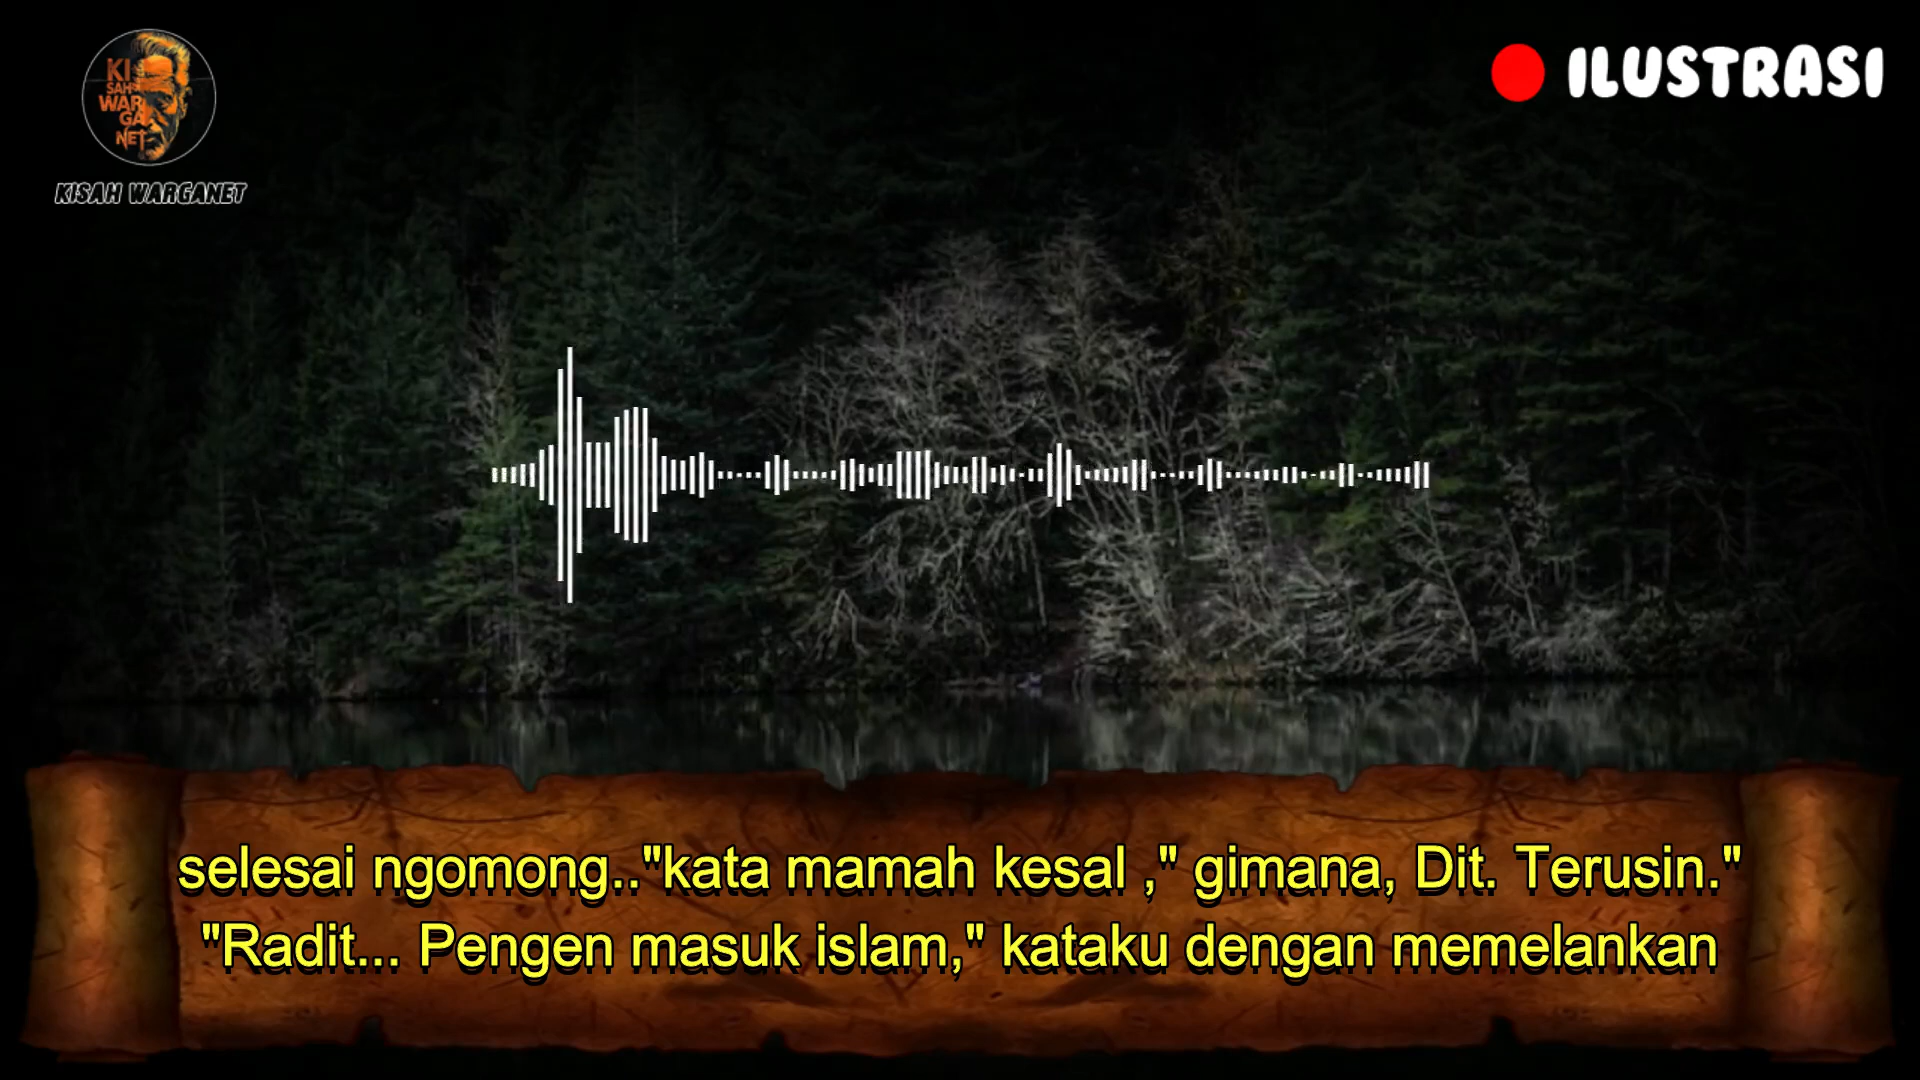 KI
SAH
WAR
GA
NET
KISAH WARGANET
ILUSTRASI
selesai ngomong.."kata mamah kesal ," gimana, Dit. Terusin."
"Radit... Pengen masuk islam," kataku dengan memelankan